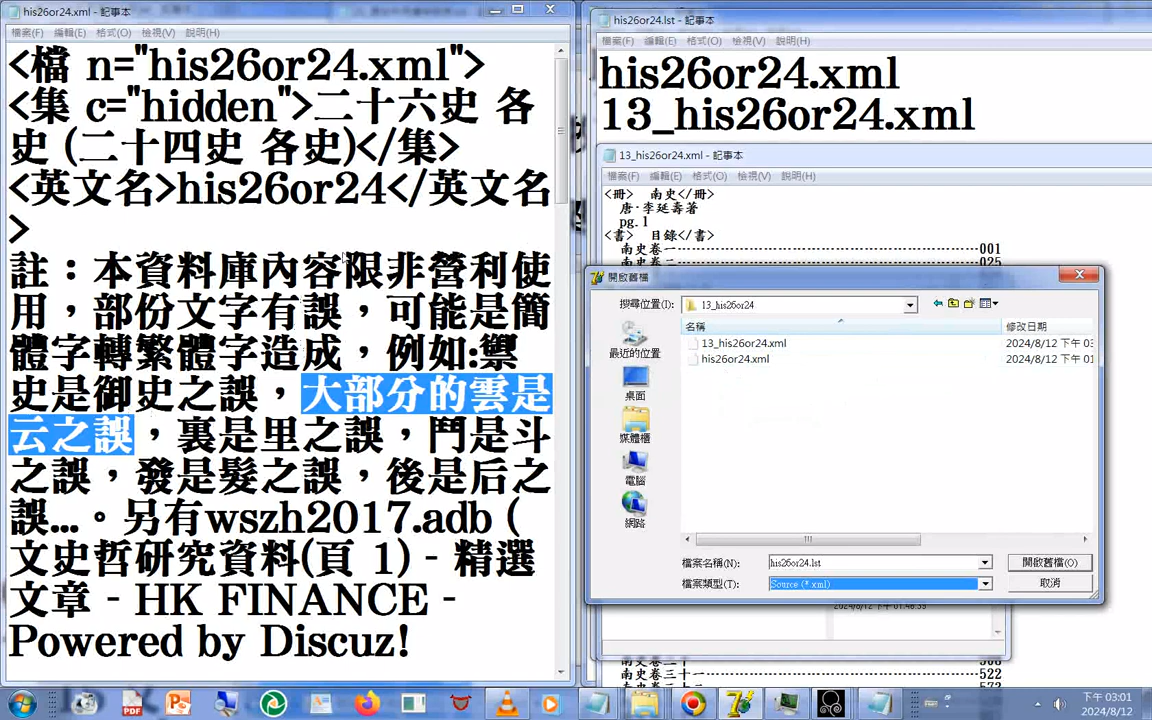 his26or24.xml - 記事本
檔案(F) 編輯(E) 格式(O) 檢視(V) 說明(H)
<檔 n="his26or24.xml">
<集 c="hidden">二十六史 各
史 (二十四史 各史)</集>
<英文名>his26or24</英文名
>
註：本資料庫內容限非營利使
用，部份文字有誤，可能是簡
體字轉繁體字造成，例如:禦
史是御史之誤，大部分的雲是
云之誤，裏是里之誤，鬥是斗
之誤，發是髮之誤，後是后之
誤...。另有wszh2017.adb (
文史哲研究資料(頁 1) - 精選
文章 - HK FINANCE -
Powered by Discuz!
his26or24.lst - 記事本
檔案(F) 編輯(E) 格式(O) 檢視(V) 說明(H)
his26or24.xml
13_his26or24.xml
13_his26or24.xml - 記事本
檔案(F) 編輯(E) 格式(O) 檢視(V) 說明(H)
<冊> 南史</冊>
唐·李延壽著
pg.1
<書> 目錄</書>
南史卷一------------------------------------------001
南史卷二------------------------------------------025
開啟舊檔
搜尋位置(I): 13_his26or24
名稱 修改日期
13_his26or24.xml 2024/8/12 下午 03
his26or24.xml 2024/8/12 下午 01
最近的位置
桌面
媒體櫃
電腦
網路
檔案名稱(N): his26or24.lst 開啟舊檔(O)
檔案類型(T): Source (*.xml) 取消
522
下午 03:01
2024/8/12